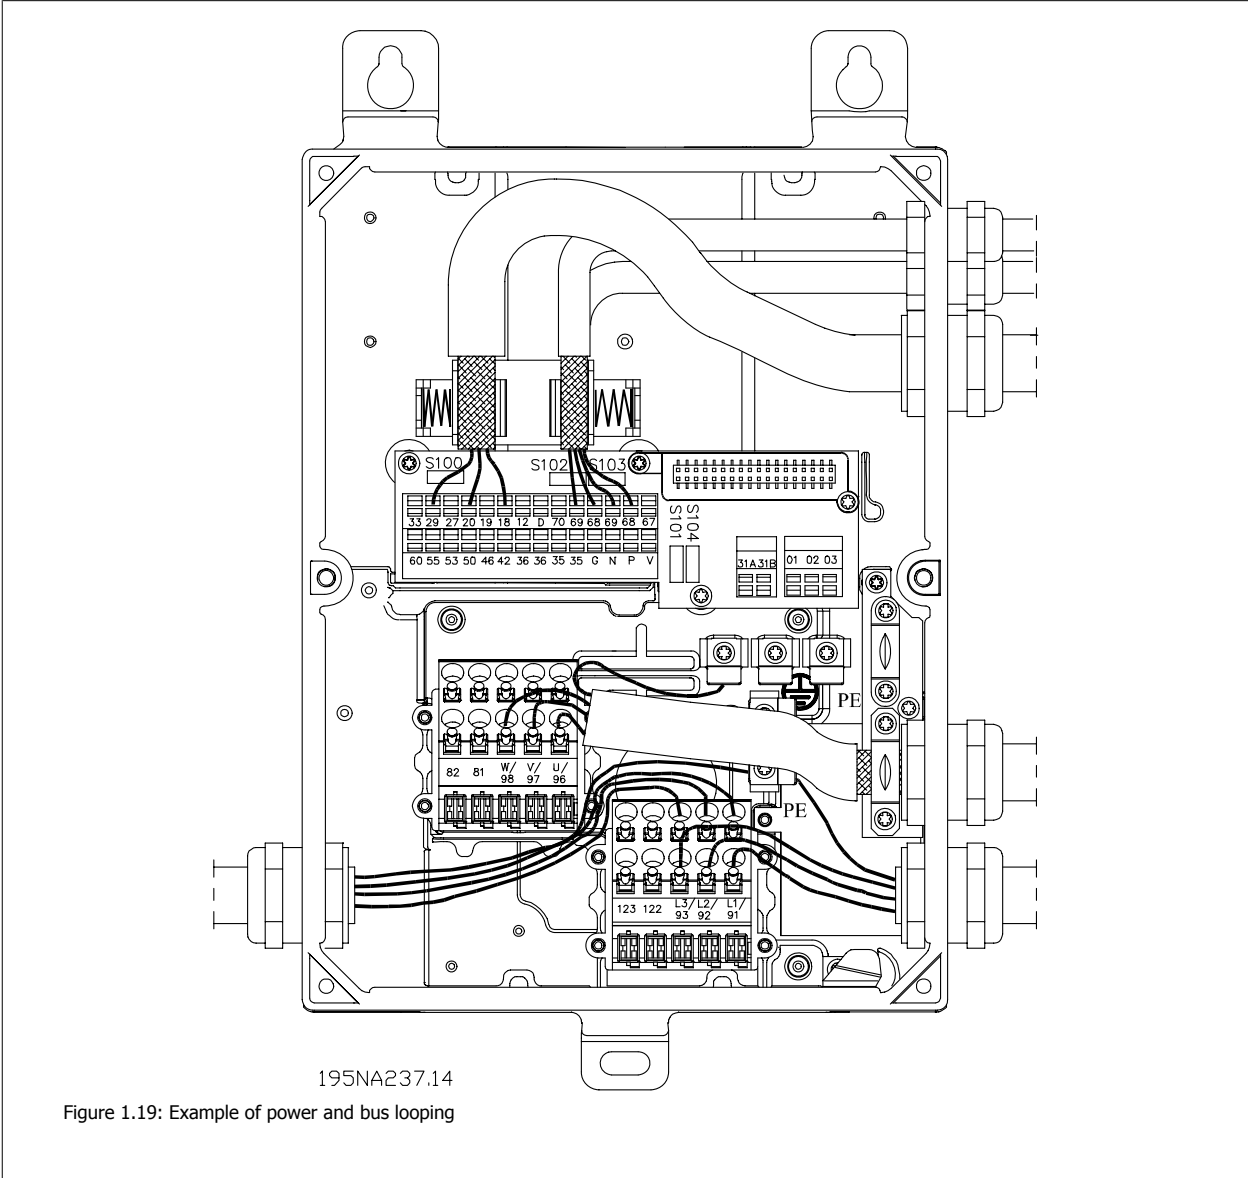 S100 S102 S103
33 29 27 20 19 18 12 D 70 69 68 69 68 67
S101 S104
60 55 53 50 46 42 36 36 35 35 G N P V
31A 31B 01 02 03
PE
82 81 W/98 V/97 U/96
PE
123 122 L3/93 L2/92 L1/91
195NA237.14
Figure 1.19: Example of power and bus looping